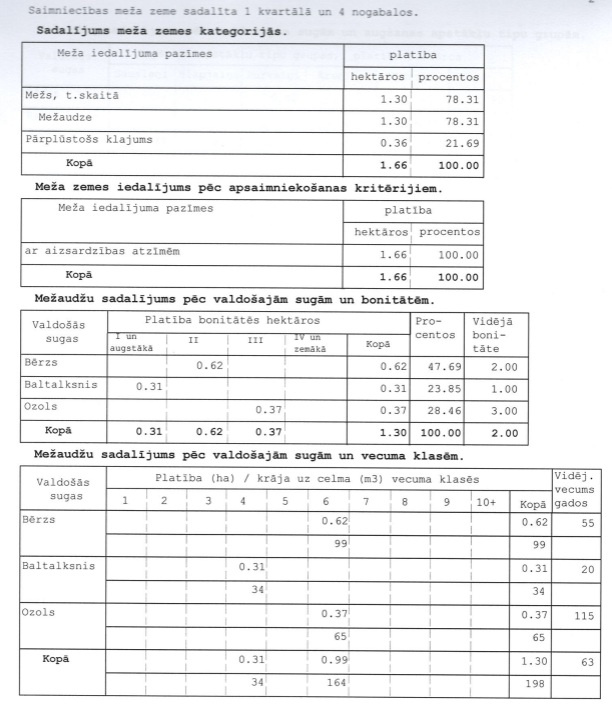 Saimniecības meža zeme sadalīta 1 kvartālā un 4 nogabalos.
Sadalījums meža zemes kategorijās.
Meža iedalījuma pazīmes platība
hektāros procentos
Mežs, t.skaitā 1.30 78.31
Mežaudze 1.30 78.31
Pārplūstošs klajums 0.36 21.69
Kopā 1.66 100.00
Meža zemes iedalījums pēc apsaimniekošanas kritērijiem.
Meža iedalījuma pazīmes platība
hektāros procentos
ar aizsardzības atzīmēm 1.66 100.00
Kopā 1.66 100.00
Mežaudžu sadalījums pēc valdošajām sugām un bonitātēm.
Valdošās Platība bonitātēs hektāros Pro- Vidējā
sugas I un II III IV un Kopā centos boni-
augstākā zemākā tāte
Bērzs 0.62 0.62 47.69 2.00
Baltalksnis 0.31 0.31 23.85 1.00
Ozols 0.37 0.37 28.46 3.00
Kopā 0.31 0.62 0.37 1.30 100.00 2.00
Mežaudžu sadalījums pēc valdošajām sugām un vecuma klasēm.
Valdošās Platība (ha) / krāja uz celma (m3) vecuma klasēs Vidēj.
sugas 1 2 3 4 5 6 7 8 9 10+ Kopā vecums
gados
Bērzs 0.62 0.62 55
99 99
Baltalksnis 0.31 0.31 20
34 34
Ozols 0.37 0.37 115
65 65
Kopā 0.31 0.99 1.30 63
34 164 198